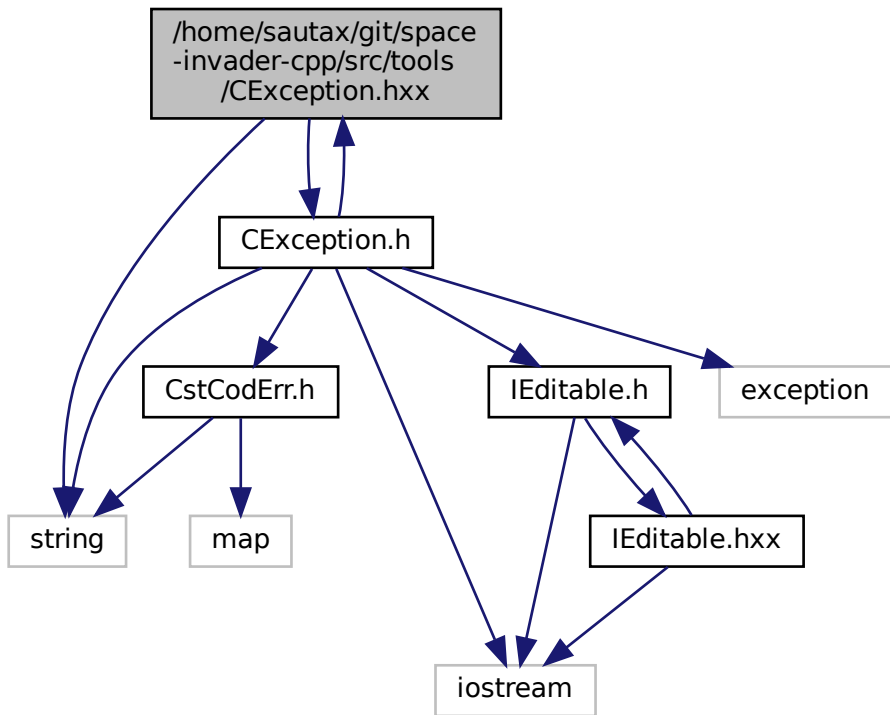 /home/sautax/git/space
-invader-cpp/src/tools
/CException.hxx
CException.h
CstCodErr.h
IEditable.h
exception
string
map
IEditable.hxx
iostream